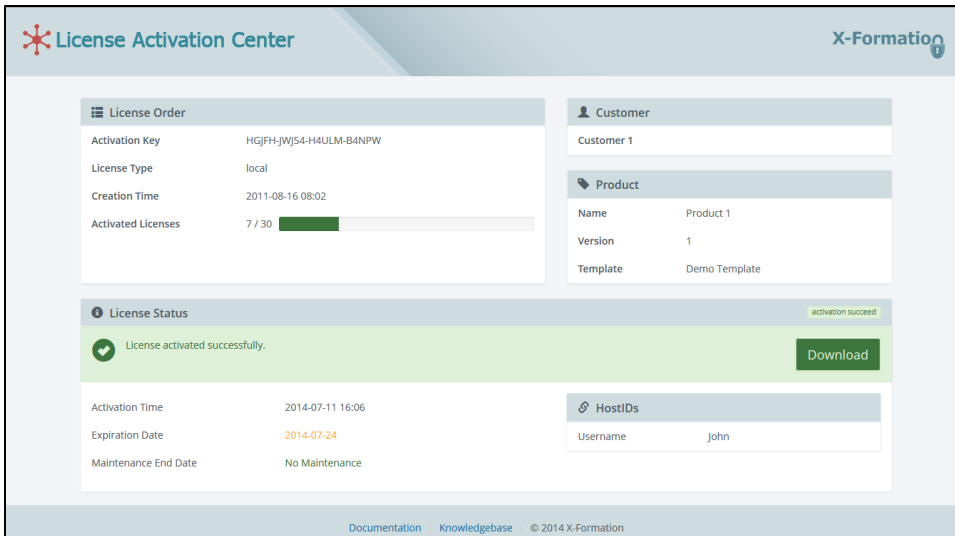 License Activation Center
X-Formation
License Order
Activation Key HGJFH-JWJ54-H4ULM-B4NPW
License Type local
Creation Time 2011-08-16 08:02
Activated Licenses 7 / 30
Customer
Customer 1
Product
Name Product 1
Version 1
Template Demo Template
License Status activation succeed
License activated successfully.
Download
Activation Time 2014-07-11 16:06
Expiration Date 2014-07-24
Maintenance End Date No Maintenance
HostIDs
Username John
Documentation | Knowledgebase | © 2014 X-Formation